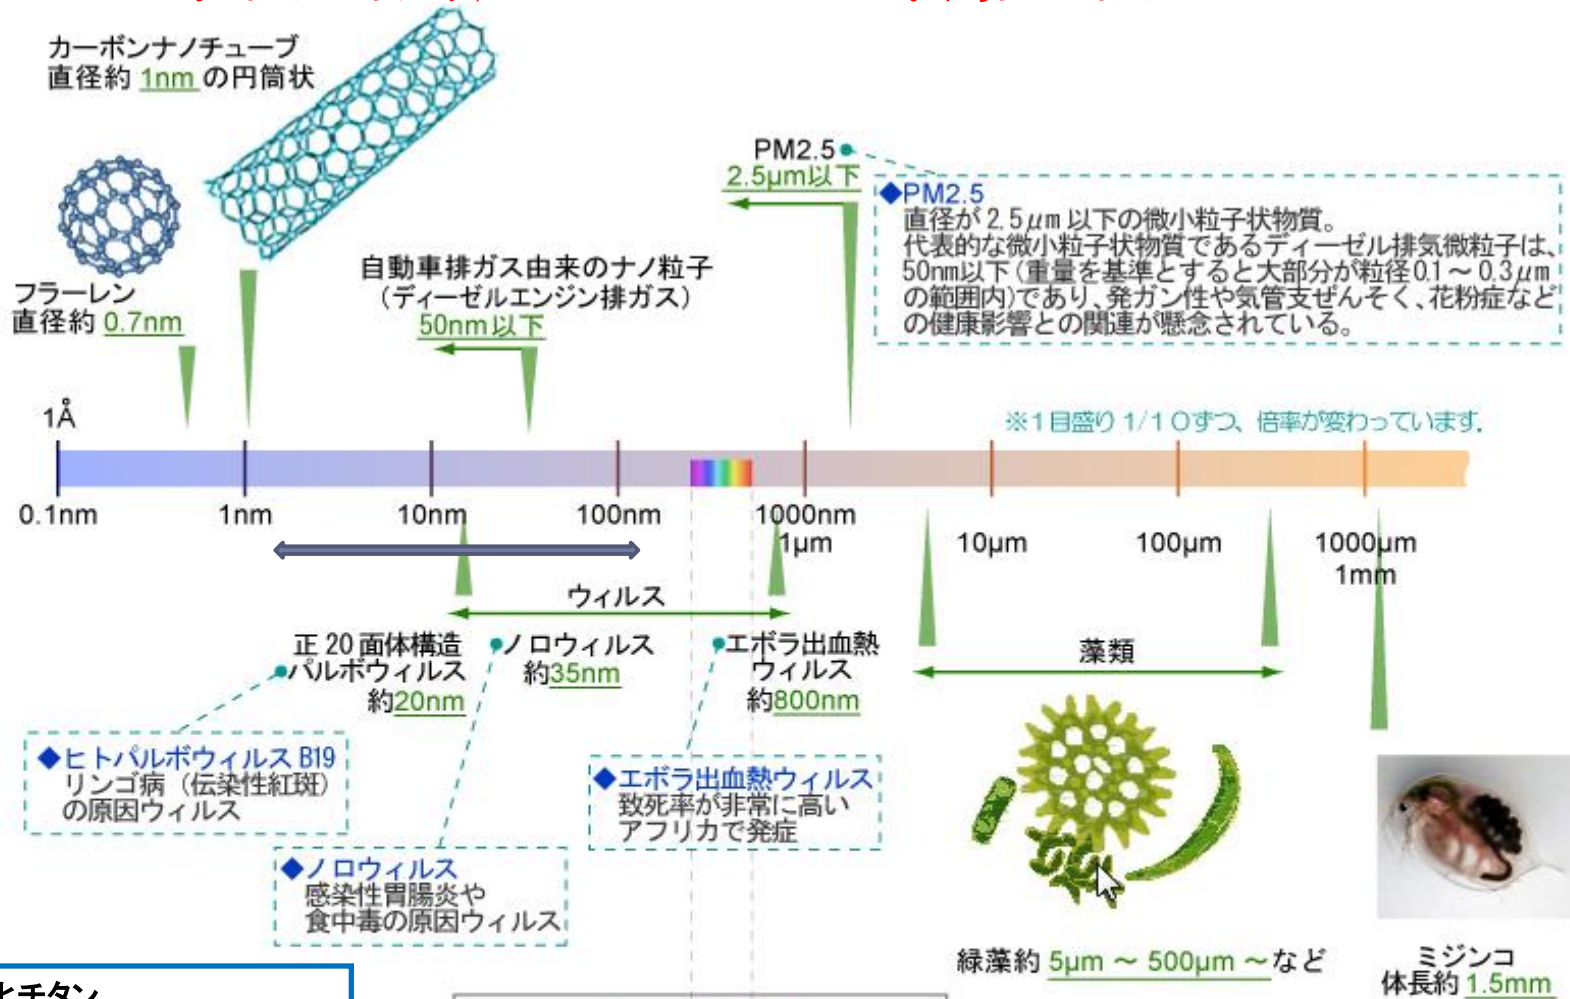 カーボンナノチューブ
直径約 1nm の円筒状
フラーレン
直径約 0.7nm
自動車排ガス由来のナノ粒子
（ディーゼルエンジン排ガス）
50nm以下
PM2.5
2.5μm以下
◆PM2.5
直径が2.5μm以下の微小粒子状物質。
代表的な微小粒子状物質であるディーゼル排気微粒子は、
50nm以下（重量を基準とすると大部分が粒径0.1～0.3μm
の範囲内）であり、発ガン性や気管支ぜんそく、花粉症など
の健康影響との関連が懸念されている。
1Å
※1目盛り 1/10ずつ、倍率が変わっています.
0.1nm
1nm
10nm
100nm
1000nm
1μm
10μm
100μm
1000μm
1mm
ウィルス
正20面体構造
パルボウィルス
約20nm
ノロウィルス
約35nm
エボラ出血熱
ウィルス
約800nm
藻類
◆ヒトパルボウィルスB19
リンゴ病（伝染性紅斑）
の原因ウィルス
◆ノロウィルス
感染性胃腸炎や
食中毒の原因ウィルス
◆エボラ出血熱ウィルス
致死率が非常に高い
アフリカで発症
緑藻約 5μm ～ 500μm ～など
ミジンコ
体長約 1.5mm
チタン